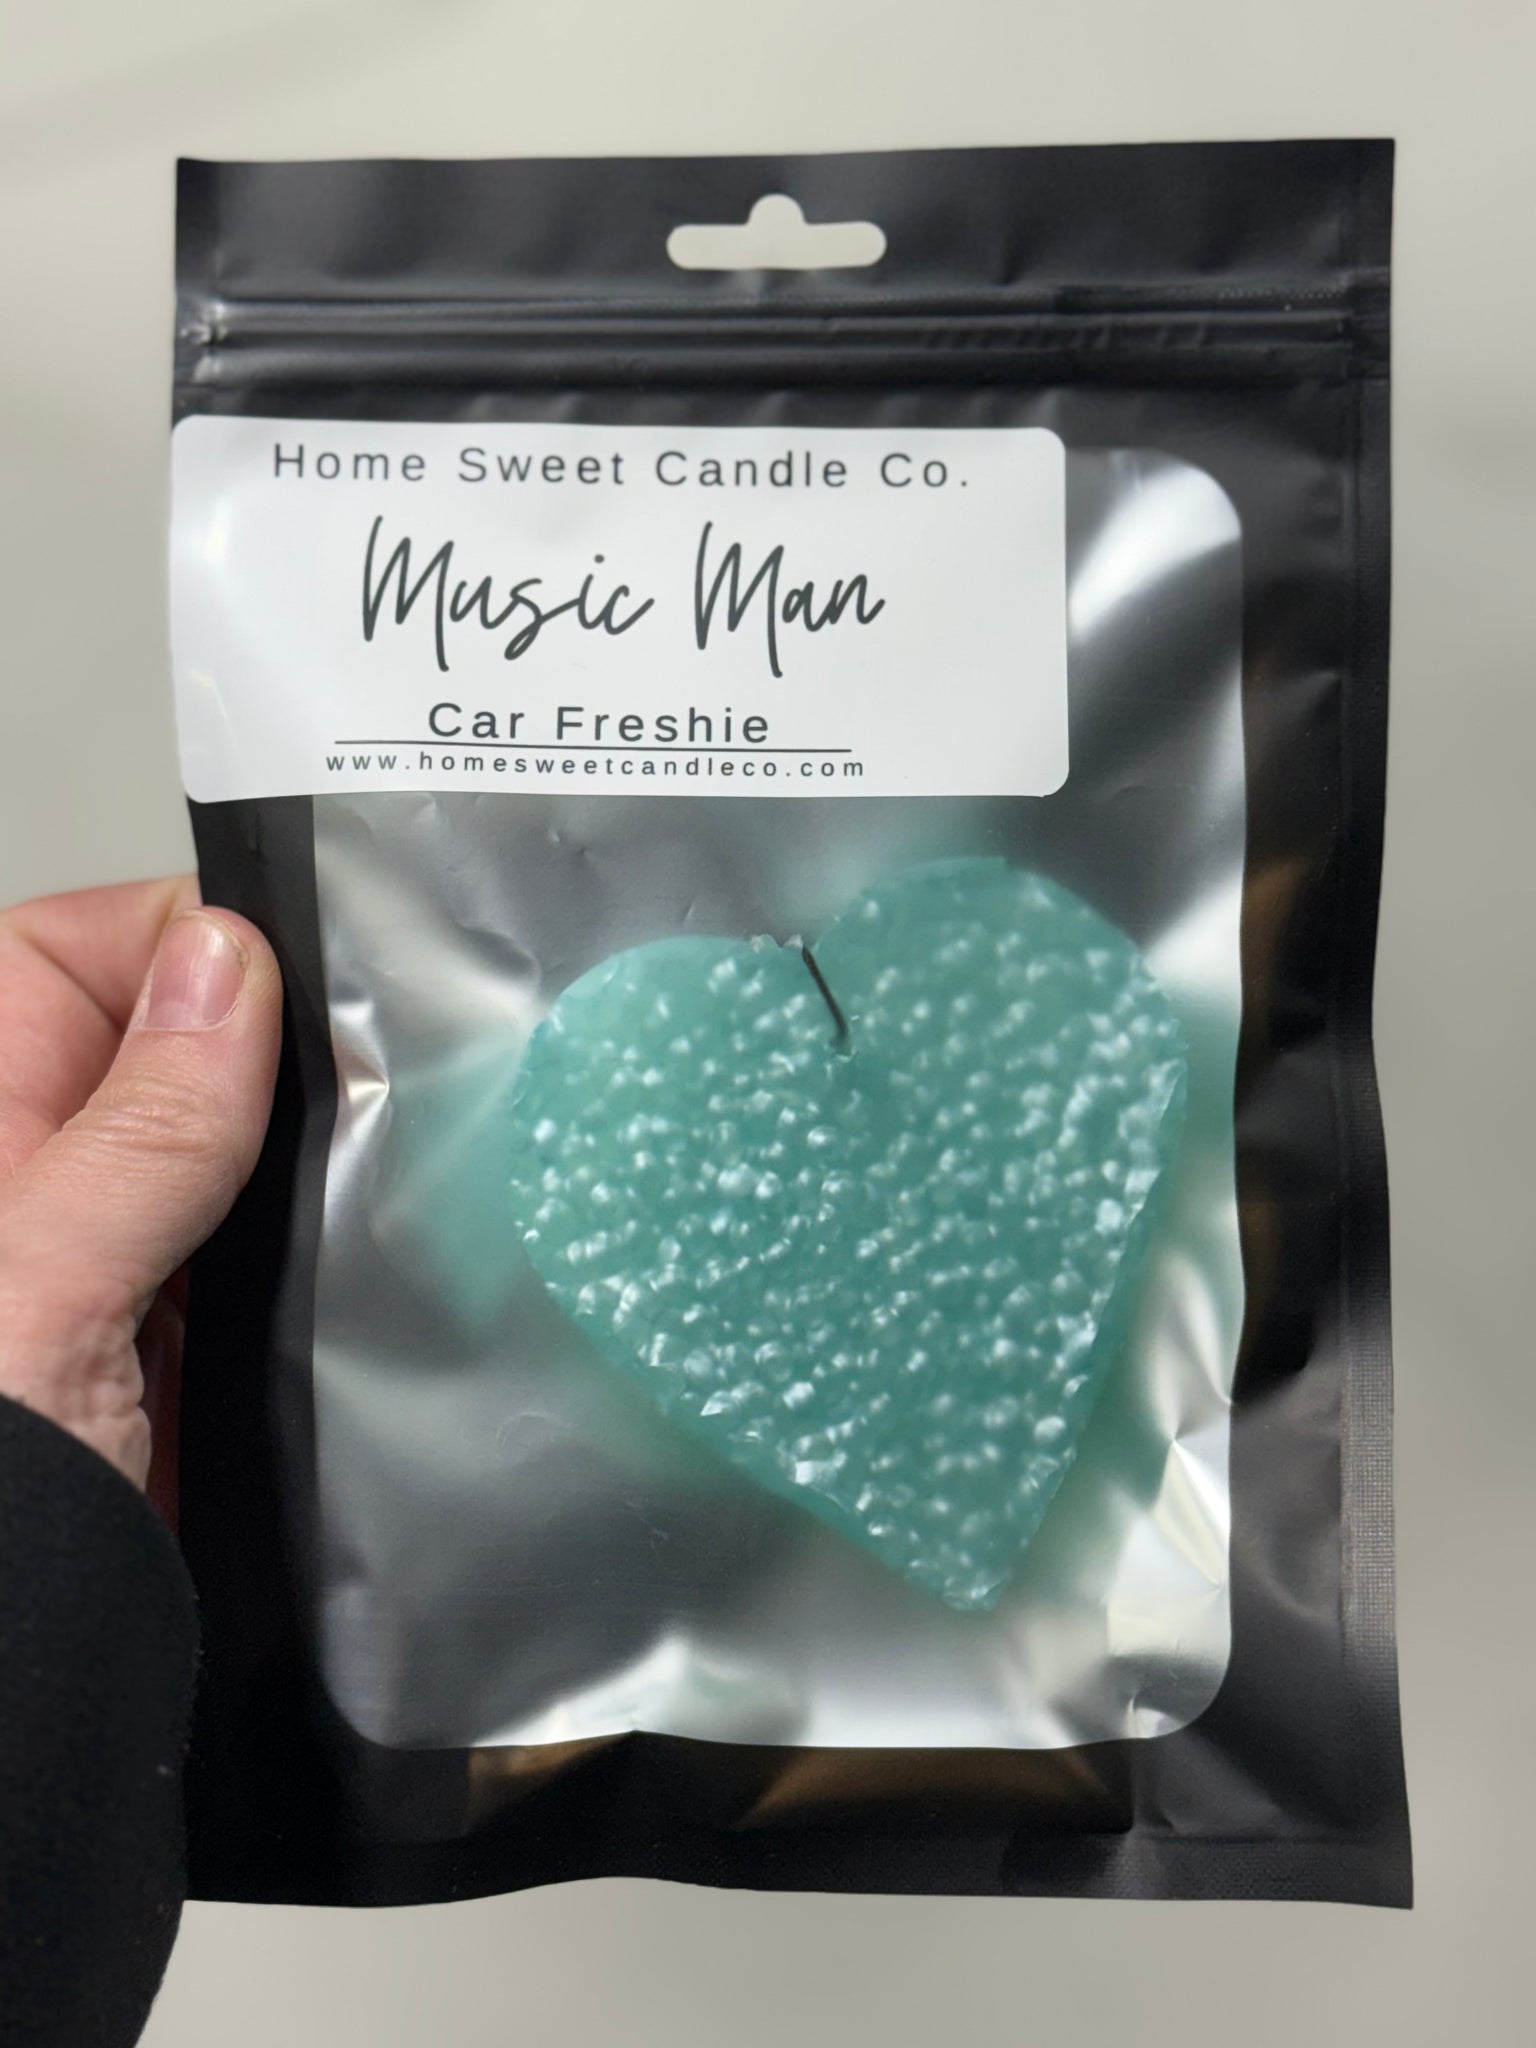 Home Sweet Candle Co.
Music Man
Car Freshie
www.homesweetcandleco.com